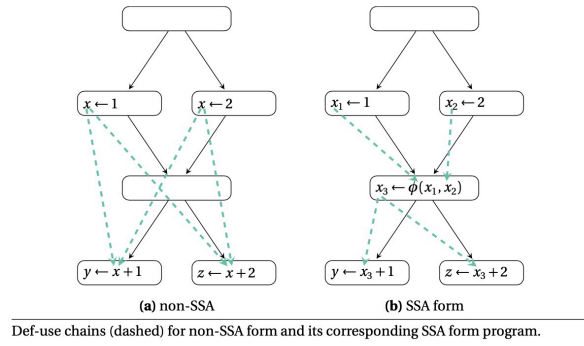 x ← 1
x ← 2
y ← x + 1
z ← x + 2
(a) non-SSA
x₁ ← 1
x₂ ← 2
x₃ ← ϕ(x₁, x₂)
y ← x₃ + 1
z ← x₃ + 2
(b) SSA form
Def-use chains (dashed) for non-SSA form and its corresponding SSA form program.